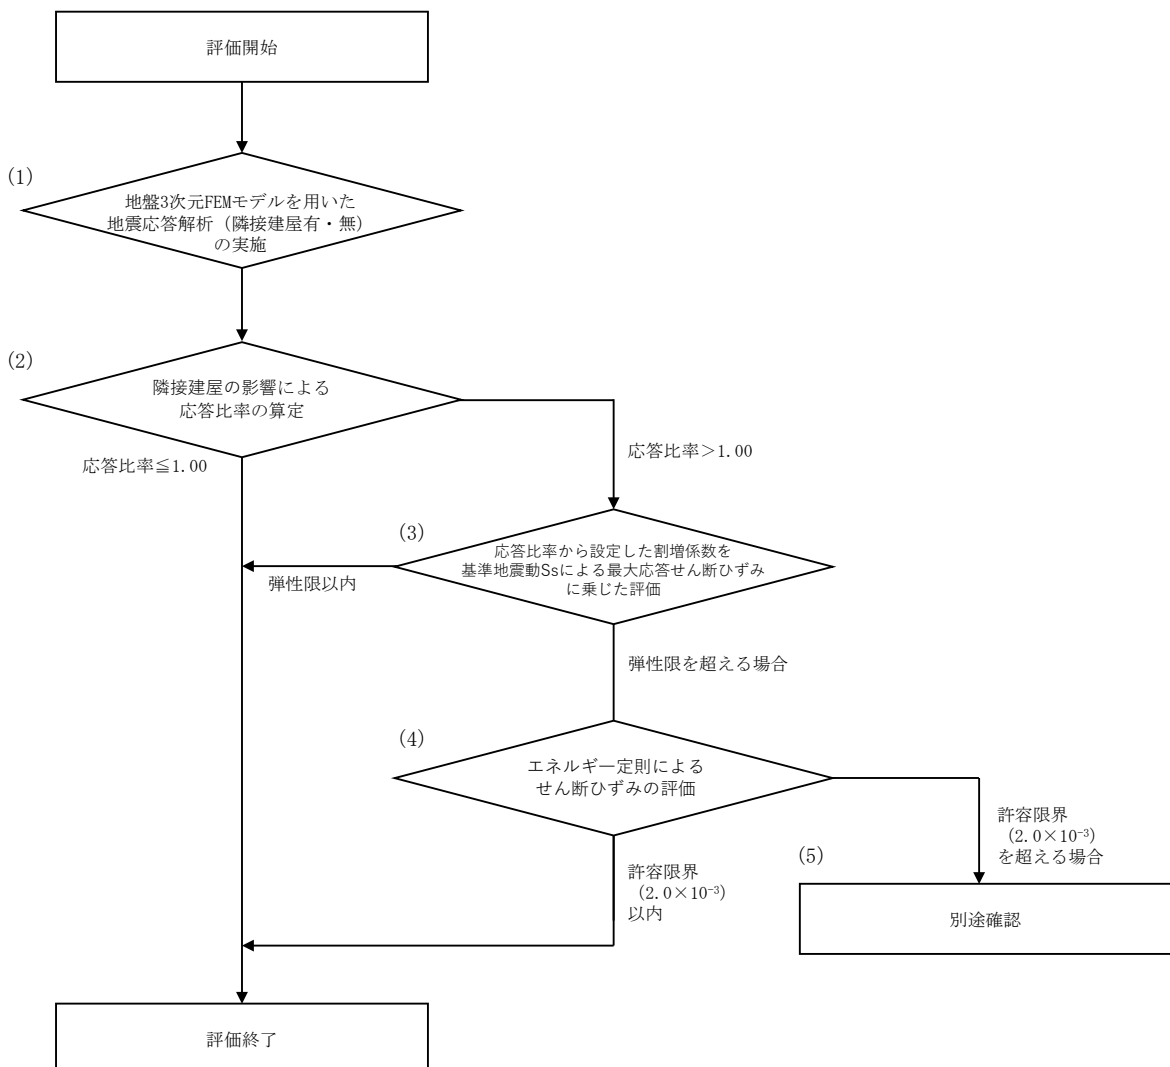 評価開始
(1)
地盤3次元FEMモデルを用いた
地震応答解析（隣接建屋有・無）
の実施
(2)
隣接建屋の影響による
応答比率の算定
応答比率≦1.00
応答比率＞1.00
(3)
応答比率から設定した割増係数を
基準地震動Ssによる最大応答せん断ひずみ
に乗じた評価
弾性限以内
弾性限を超える場合
(4)
エネルギー定則による
せん断ひずみの評価
許容限界
（2.0×10⁻³）
を超える場合
(5)
許容限界
（2.0×10⁻³）
以内
別途確認
評価終了